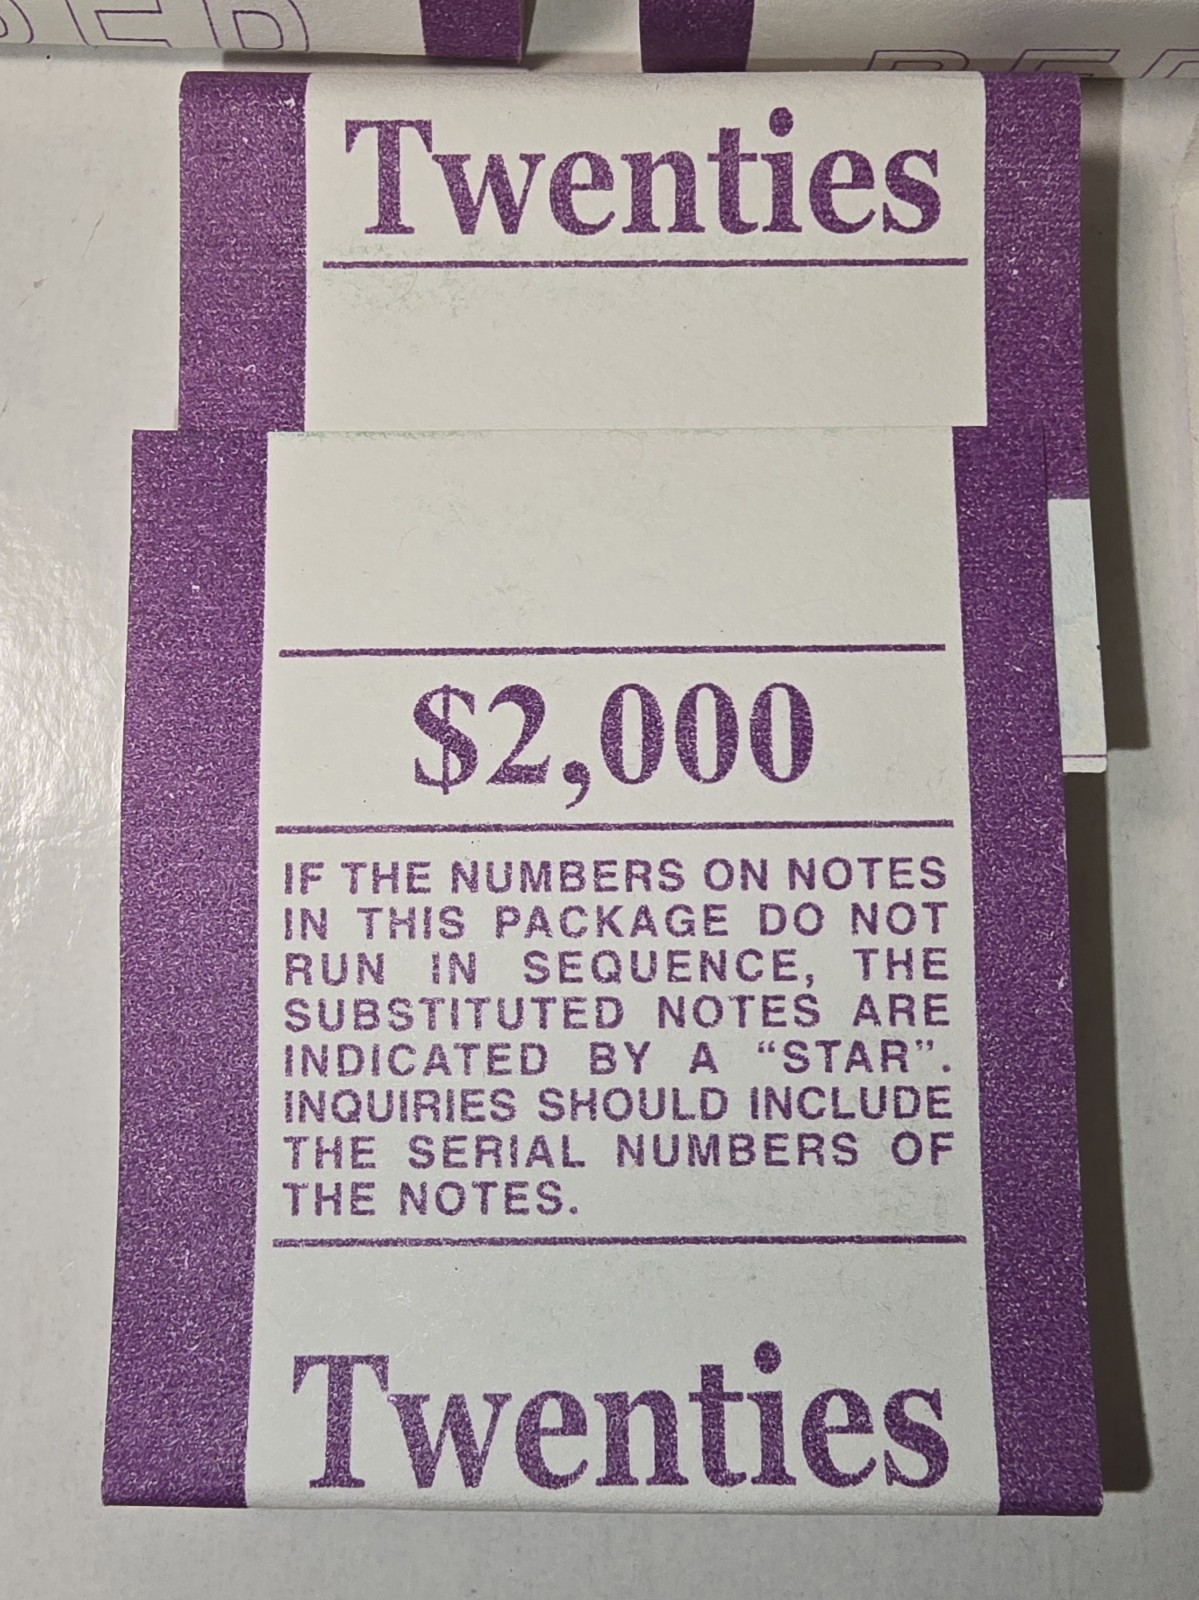 Twenties
$2,000
IF THE NUMBERS ON NOTES
IN THIS PACKAGE DO NOT
RUN IN SEQUENCE, THE
SUBSTITUTED NOTES ARE
INDICATED BY A “STAR”.
INQUIRIES SHOULD INCLUDE
THE SERIAL NUMBERS OF
THE NOTES.
Twenties